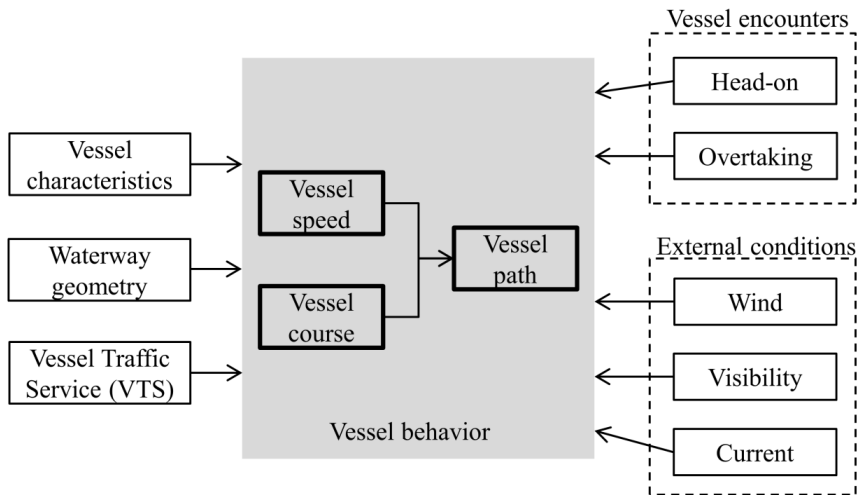 Vessel
characteristics
Waterway
geometry
Vessel Traffic
Service (VTS)
Vessel
speed
Vessel
course
Vessel
path
Vessel behavior
Vessel encounters
Head-on
Overtaking
External conditions
Wind
Visibility
Current